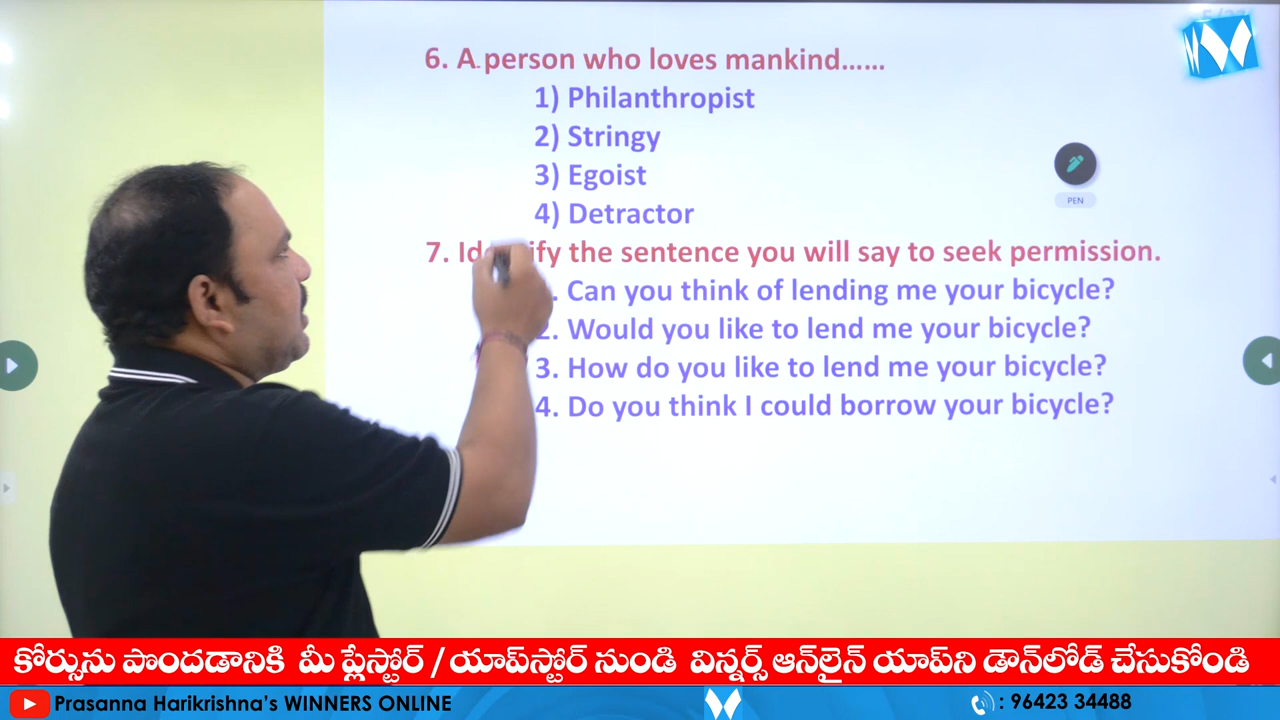 6. A person who loves mankind……
1) Philanthropist
2) Stringy
3) Egoist
4) Detractor
PEN
7. Identify the sentence you will say to seek permission.
. Can you think of lending me your bicycle?
2. Would you like to lend me your bicycle?
3. How do you like to lend me your bicycle?
4. Do you think I could borrow your bicycle?
కోర్సును పొందడానికి మీ ప్లేస్టోర్ / యాప్‌స్టోర్ నుండి విన్నర్స్ ఆన్‌లైన్ యాప్‌ని డౌన్‌లోడ్ చేసుకోండి
Prasanna Harikrishna's WINNERS ONLINE
: 96423 34488